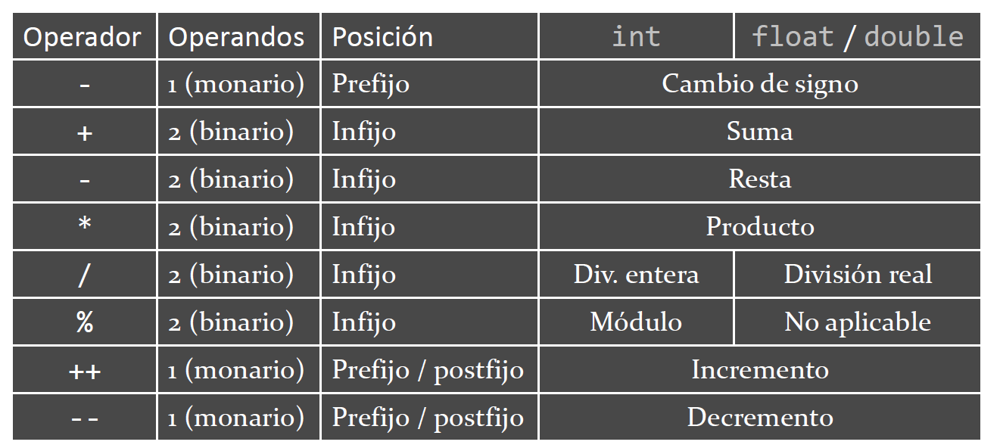 Operador Operandos Posición int float / double
- 1 (monario) Prefijo Cambio de signo
+ 2 (binario) Infijo Suma
- 2 (binario) Infijo Resta
* 2 (binario) Infijo Producto
/ 2 (binario) Infijo Div. entera División real
% 2 (binario) Infijo Módulo No aplicable
++ 1 (monario) Prefijo / postfijo Incremento
-- 1 (monario) Prefijo / postfijo Decremento